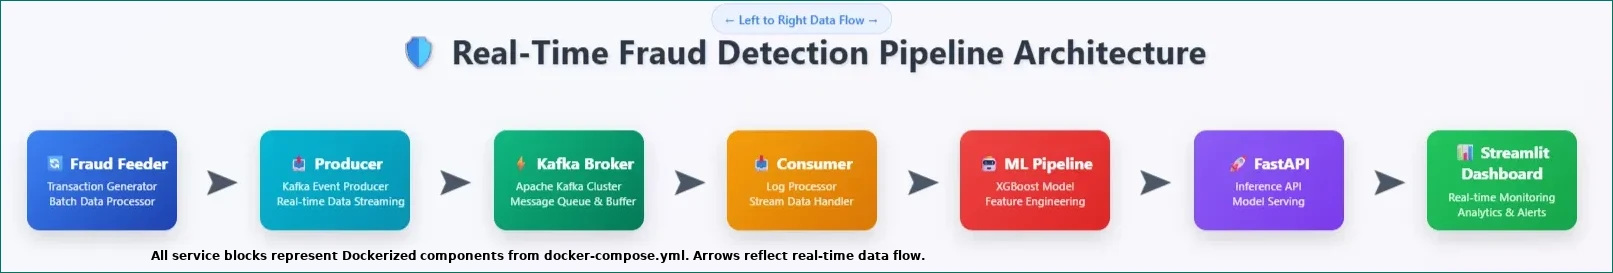 ← Left to Right Data Flow →
Real-Time Fraud Detection Pipeline Architecture
Fraud Feeder
Transaction Generator
Batch Data Processor
Producer
Kafka Event Producer
Real-time Data Streaming
Kafka Broker
Apache Kafka Cluster
Message Queue & Buffer
Consumer
Log Processor
Stream Data Handler
ML Pipeline
XGBoost Model
Feature Engineering
FastAPI
Inference API
Model Serving
Streamlit
Dashboard
Real-time Monitoring
Analytics & Alerts
All service blocks represent Dockerized components from docker-compose.yml. Arrows reflect real-time data flow.